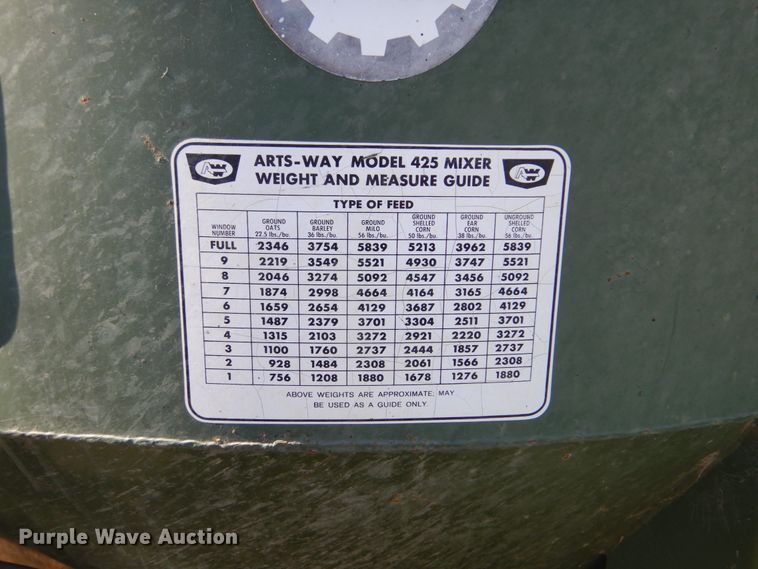 ARTS-WAY MODEL 425 MIXER
WEIGHT AND MEASURE GUIDE
TYPE OF FEED
WINDOW NUMBER GROUND OATS 22.5 lbs./bu. GROUND BARLEY 36 lbs./bu. GROUND MILO 56 lbs./bu. GROUND SHELLED CORN 50 lbs./bu. GROUND EAR CORN 38 lbs./bu. UNGROUND SHELLED CORN 56 lbs./bu.
FULL 2346 3754 5839 5213 3962 5839
9 2219 3549 5521 4930 3747 5521
8 2046 3274 5092 4547 3456 5092
7 1874 2998 4664 4164 3165 4664
6 1659 2654 4129 3687 2802 4129
5 1487 2379 3701 3304 2511 3701
4 1315 2103 3272 2921 2220 3272
3 1100 1760 2737 2444 1857 2737
2 928 1484 2308 2061 1566 2308
1 756 1208 1880 1678 1276 1880
ABOVE WEIGHTS ARE APPROXIMATE; MAY
BE USED AS A GUIDE ONLY.
Purple Wave Auction